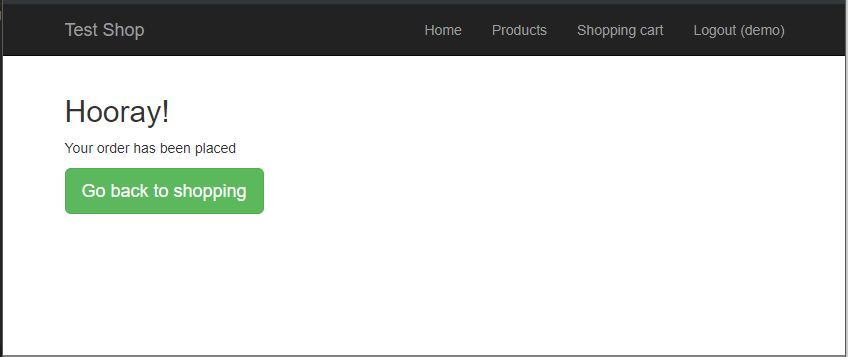 Test Shop Home Products Shopping cart Logout (demo)
Hooray!
Your order has been placed
Go back to shopping